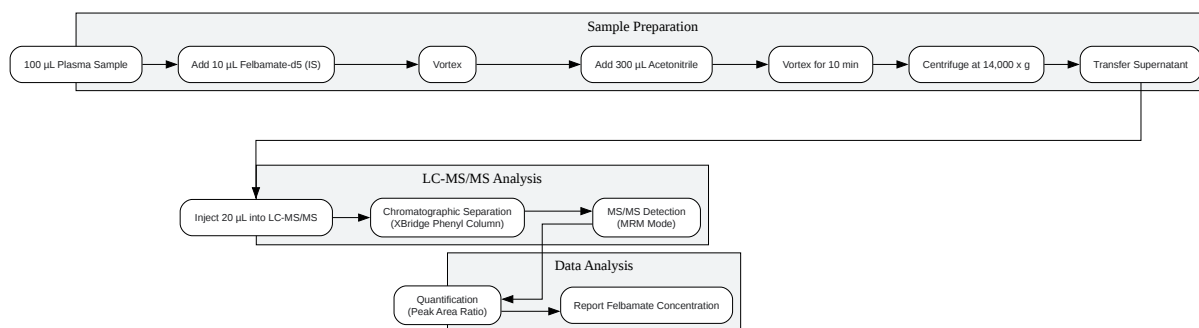 Sample Preparation
100 µL Plasma Sample
Add 10 µL Felbamate-d5 (IS)
Vortex
Add 300 µL Acetonitrile
Vortex for 10 min
Centrifuge at 14,000 x g
Transfer Supernatant
LC-MS/MS Analysis
Inject 20 µL into LC-MS/MS
Chromatographic Separation
(XBridge Phenyl Column)
MS/MS Detection
(MRM Mode)
Data Analysis
Quantification
(Peak Area Ratio)
Report Felbamate Concentration